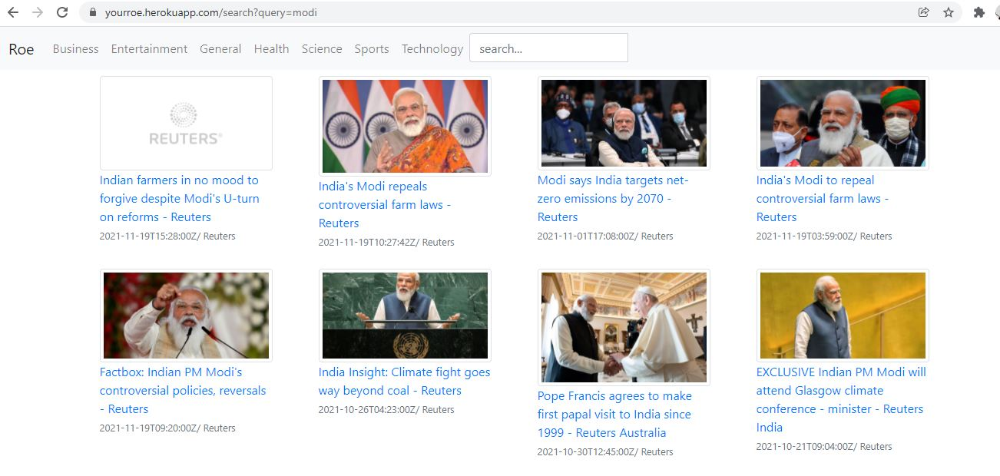 yourroe.herokuapp.com/search?query=modi
Roe Business Entertainment General Health Science Sports Technology search...
REUTERS®
Indian farmers in no mood to
forgive despite Modi's U-turn
on reforms - Reuters
2021-11-19T15:28:00Z/ Reuters
India's Modi repeals
controversial farm laws -
Reuters
2021-11-19T10:27:42Z/ Reuters
Modi says India targets net-
zero emissions by 2070 -
Reuters
2021-11-01T17:08:00Z/ Reuters
India's Modi to repeal
controversial farm laws -
Reuters
2021-11-19T03:59:00Z/ Reuters
Factbox: Indian PM Modi's
controversial policies, reversals
- Reuters
2021-11-19T09:20:00Z/ Reuters
India Insight: Climate fight goes
way beyond coal - Reuters
2021-10-26T04:23:00Z/ Reuters
Pope Francis agrees to make
first papal visit to India since
1999 - Reuters Australia
2021-10-30T12:45:00Z/ Reuters
EXCLUSIVE Indian PM Modi will
attend Glasgow climate
conference - minister - Reuters
India
2021-10-21T09:04:00Z/ Reuters